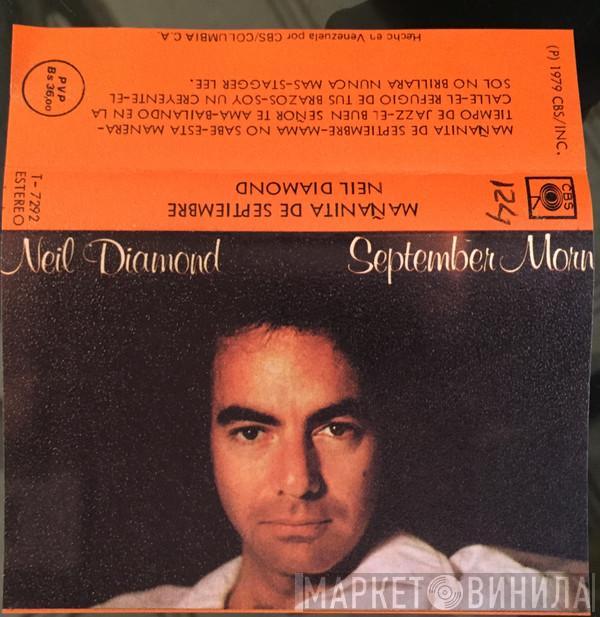 Hecho en Venezuela por CBS/COLUMBIA C.A.
(P) 1979 CBS/INC.
PVP
Bs 36,00
MAÑANITA DE SEPTIEMBRE-MAMA NO SABE-ESTA MANERA-
TIEMPO DE JAZZ-EL BUEN SEÑOR TE AMA-BAILANDO EN LA
CALLE-EL REFUGIO DE TUS BRAZOS-SOY UN CREYENTE-EL
SOL NO BRILLARA NUNCA MAS-STAGGER LEE.
T-7292
ESTEREO
MAÑANITA DE SEPTIEMBRE
NEIL DIAMOND
124
CBS
Neil Diamond September Morn
МАРКЕТ ВИНИЛА